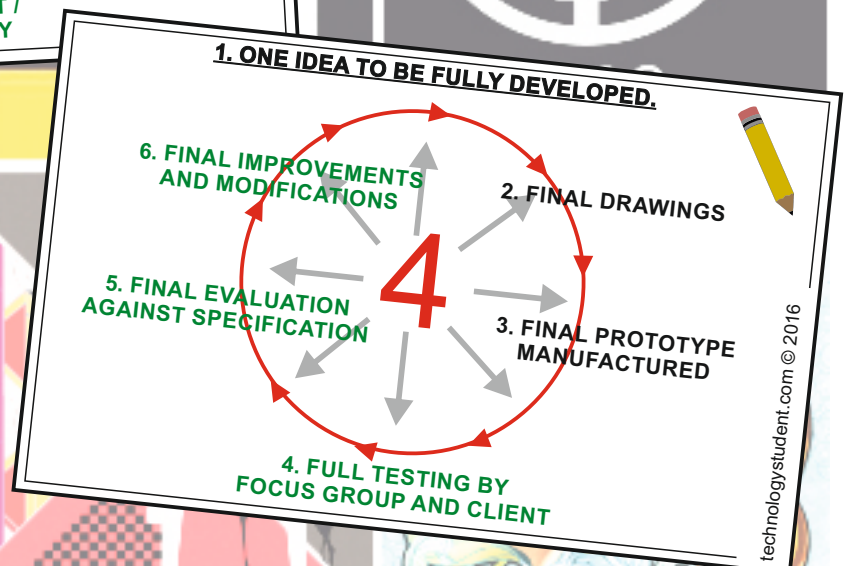 Y
1. ONE IDEA TO BE FULLY DEVELOPED.
6. FINAL IMPROVEMENTS
AND MODIFICATIONS
2. FINAL DRAWINGS
4
5. FINAL EVALUATION
AGAINST SPECIFICATION
3. FINAL PROTOTYPE
MANUFACTURED
4. FULL TESTING BY
FOCUS GROUP AND CLIENT
technologystudent.com © 2016